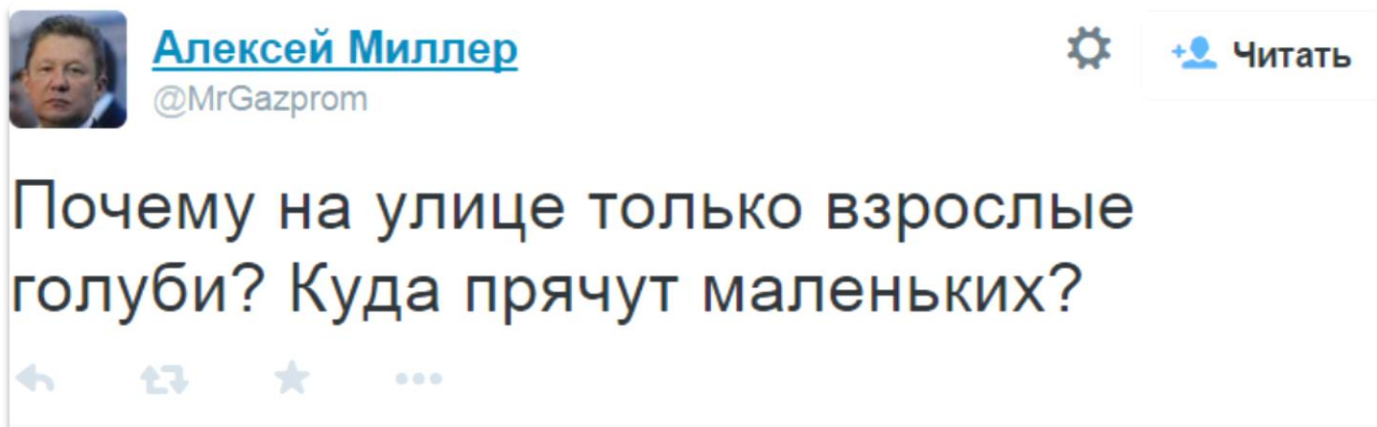 Алексей Миллер
@MrGazprom
Читать
Почему на улице только взрослые
голуби? Куда прячут маленьких?